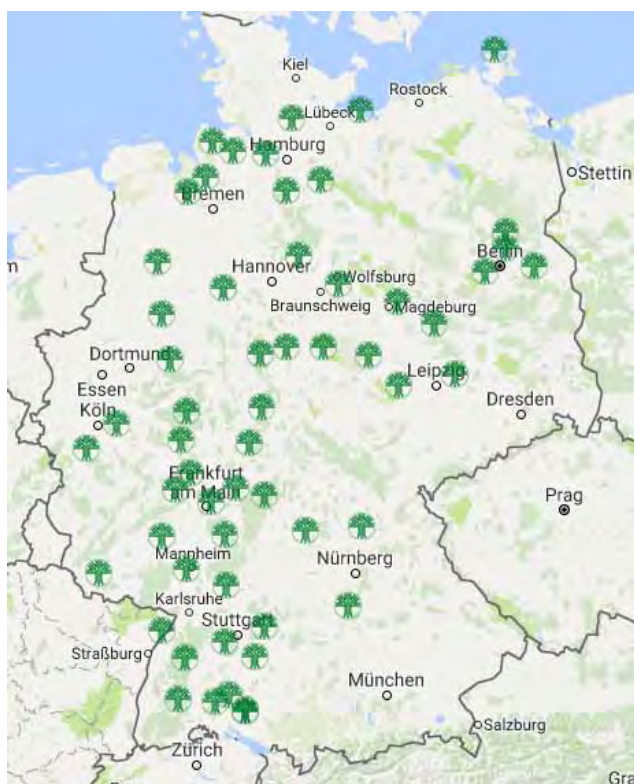 Kiel
Rostock
Lübeck
Hamburg
Stettin
Bremen
Berlin
m
Hannover
Wolfsburg
Braunschweig
Magdeburg
Dortmund
Essen
Leipzig
Dresden
Köln
Frankfurt
am Main
Prag
Mannheim
Nürnberg
Karlsruhe
Stuttgart
Straßburg
München
Salzburg
Zürich
Gra